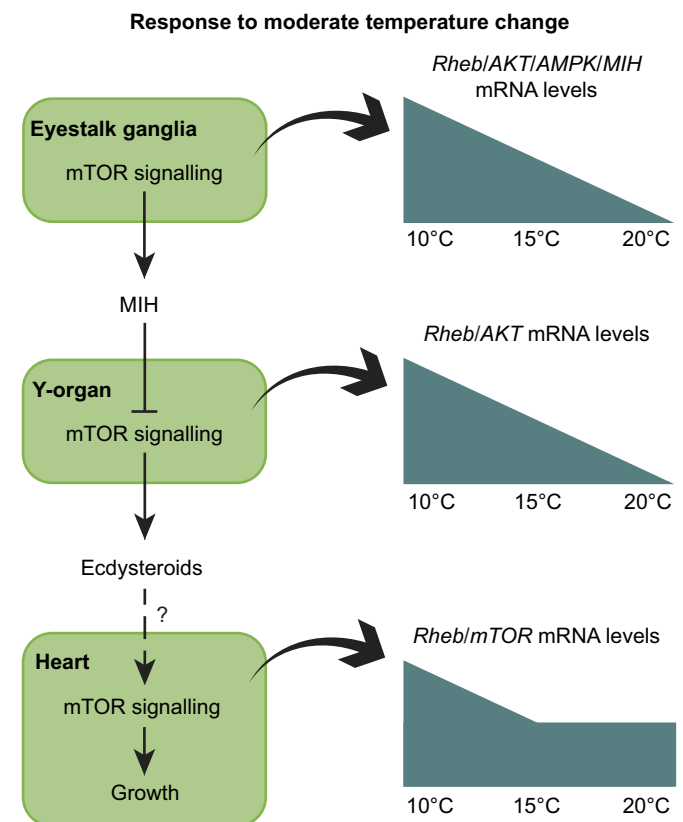 Response to moderate temperature change
Eyestalk ganglia
mTOR signalling
Rheb/AKT/AMPK/MIH
mRNA levels
10°C 15°C 20°C
MIH
Y-organ
mTOR signalling
Rheb/AKT mRNA levels
10°C 15°C 20°C
Ecdysteroids
?
Heart
mTOR signalling
Growth
Rheb/mTOR mRNA levels
10°C 15°C 20°C